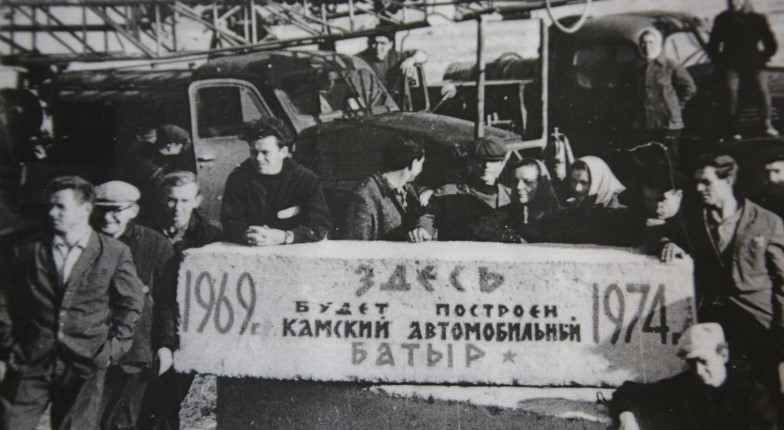 1969г.
ЗДЕСЬ
БУДЕТ ПОСТРОЕН
КАМСКИЙ АВТОМОБИЛЬНЫЙ
БАТЫР ★
1974г.